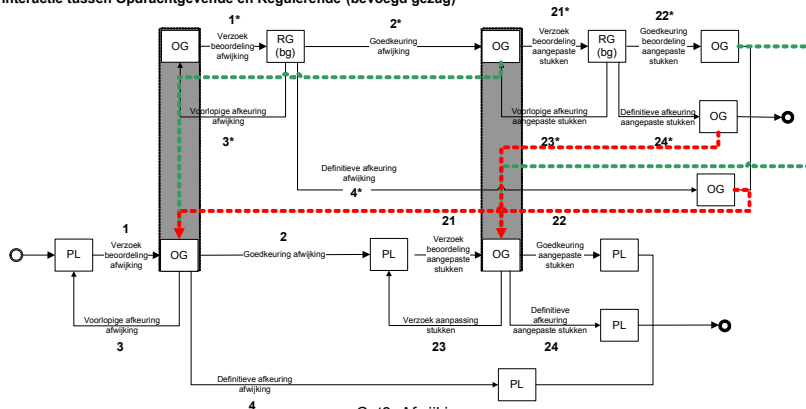 Interactie tussen Opdrachtgevende en Regulerende (bevoegd gezag)
1*
2*
21*
22*
OG
Verzoek
beoordeling
afwijking
RG
(bg)
Goedkeuring
afwijking
OG
Verzoek
beoordeling
aangepaste
stukken
RG
(bg)
Goedkeuring
beoordeling
aangepaste
stukken
OG
Voorlopige afkeuring
afwijking
3*
Voorlopige afkeuring
aangepaste stukken
23*
Definitieve afkeuring
aangepaste stukken
24*
OG
Definitieve afkeuring
afwijking
4*
OG
1
2
21
22
PL
Verzoek
beoordeling
afwijking
OG
Goedkeuring afwijking
PL
Verzoek
beoordeling
aangepaste
stukken
OG
Goedkeuring
aangepaste
stukken
PL
Voorlopige afkeuring
afwijking
3
Verzoek aanpassing
stukken
23
Definitieve
afkeuring
aangepaste stukken
24
PL
Definitieve afkeuring
afwijking
4
PL